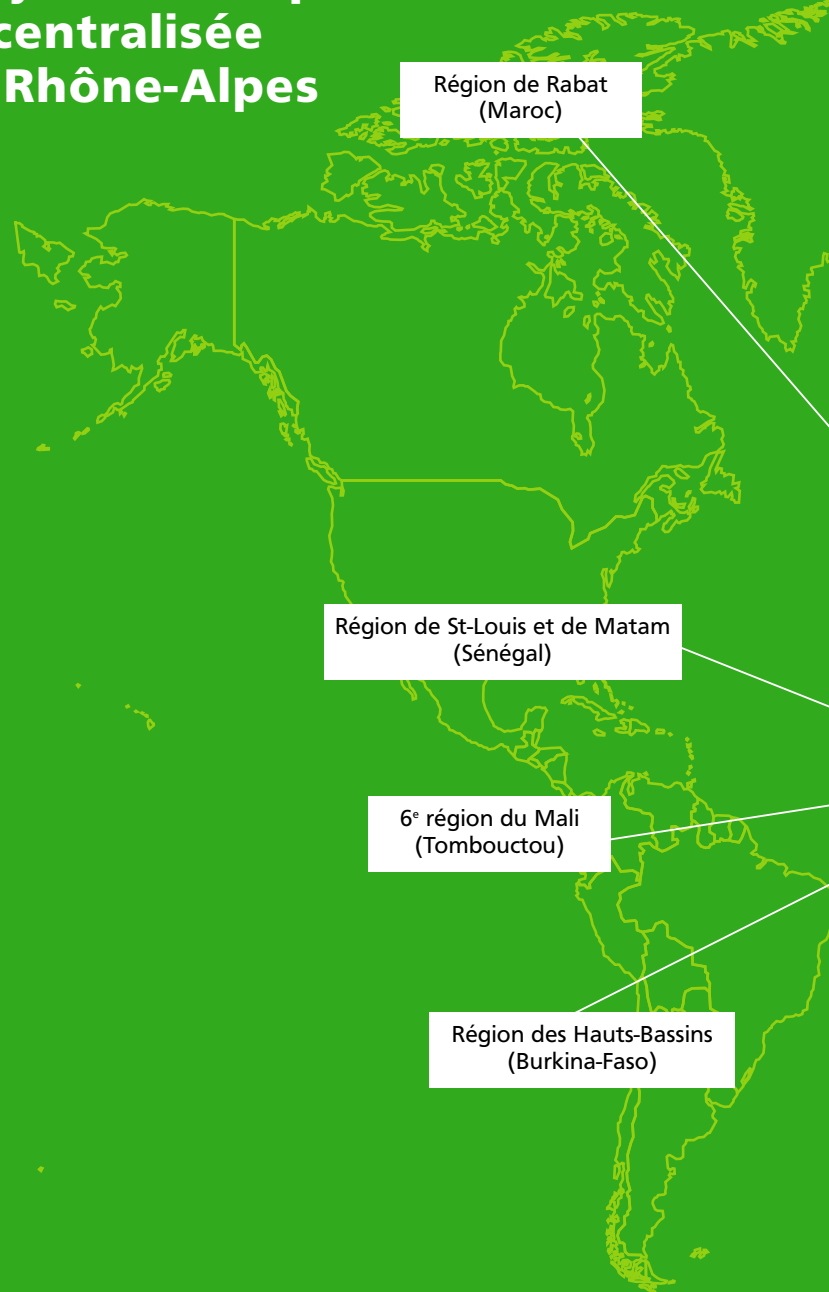 centralisée
Rhône-Alpes
Région de Rabat
(Maroc)
Région de St-Louis et de Matam
(Sénégal)
6e région du Mali
(Tombouctou)
Région des Hauts-Bassins
(Burkina-Faso)